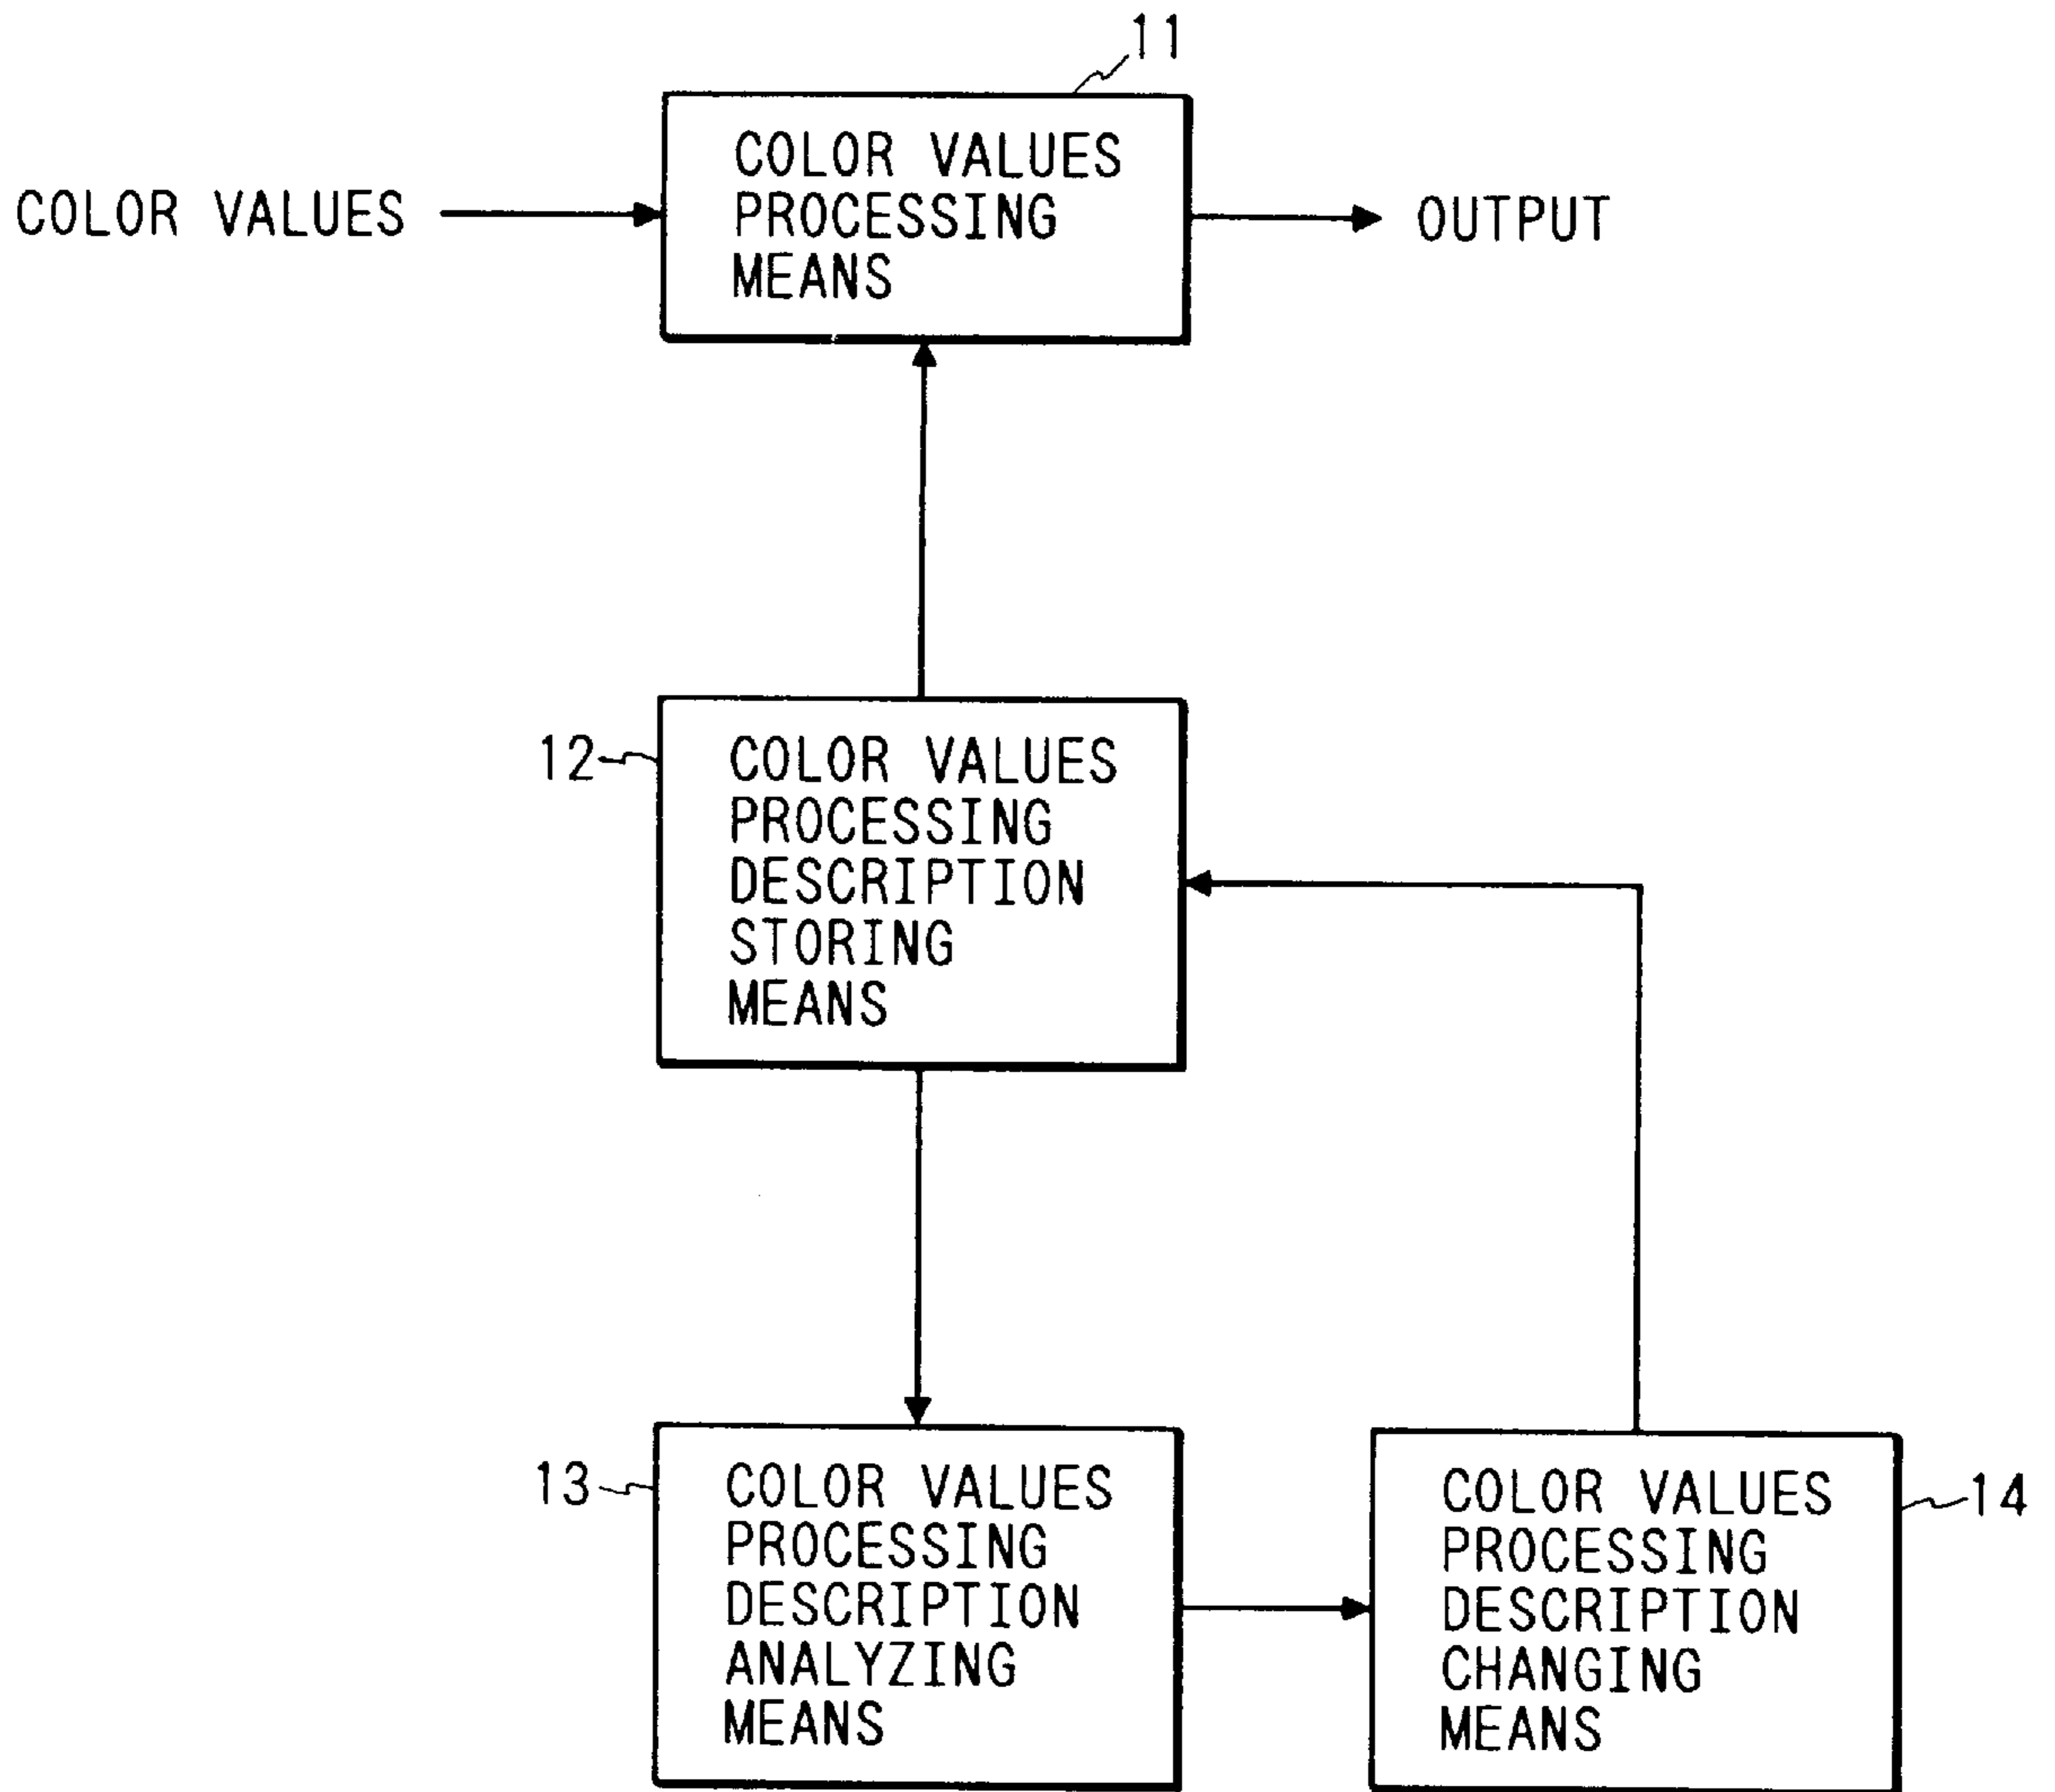 11
COLOR VALUES
COLOR VALUES
PROCESSING
MEANS
OUTPUT
12
COLOR VALUES
PROCESSING
DESCRIPTION
STORING
MEANS
13
COLOR VALUES
PROCESSING
DESCRIPTION
ANALYZING
MEANS
COLOR VALUES
PROCESSING
DESCRIPTION
CHANGING
MEANS
14